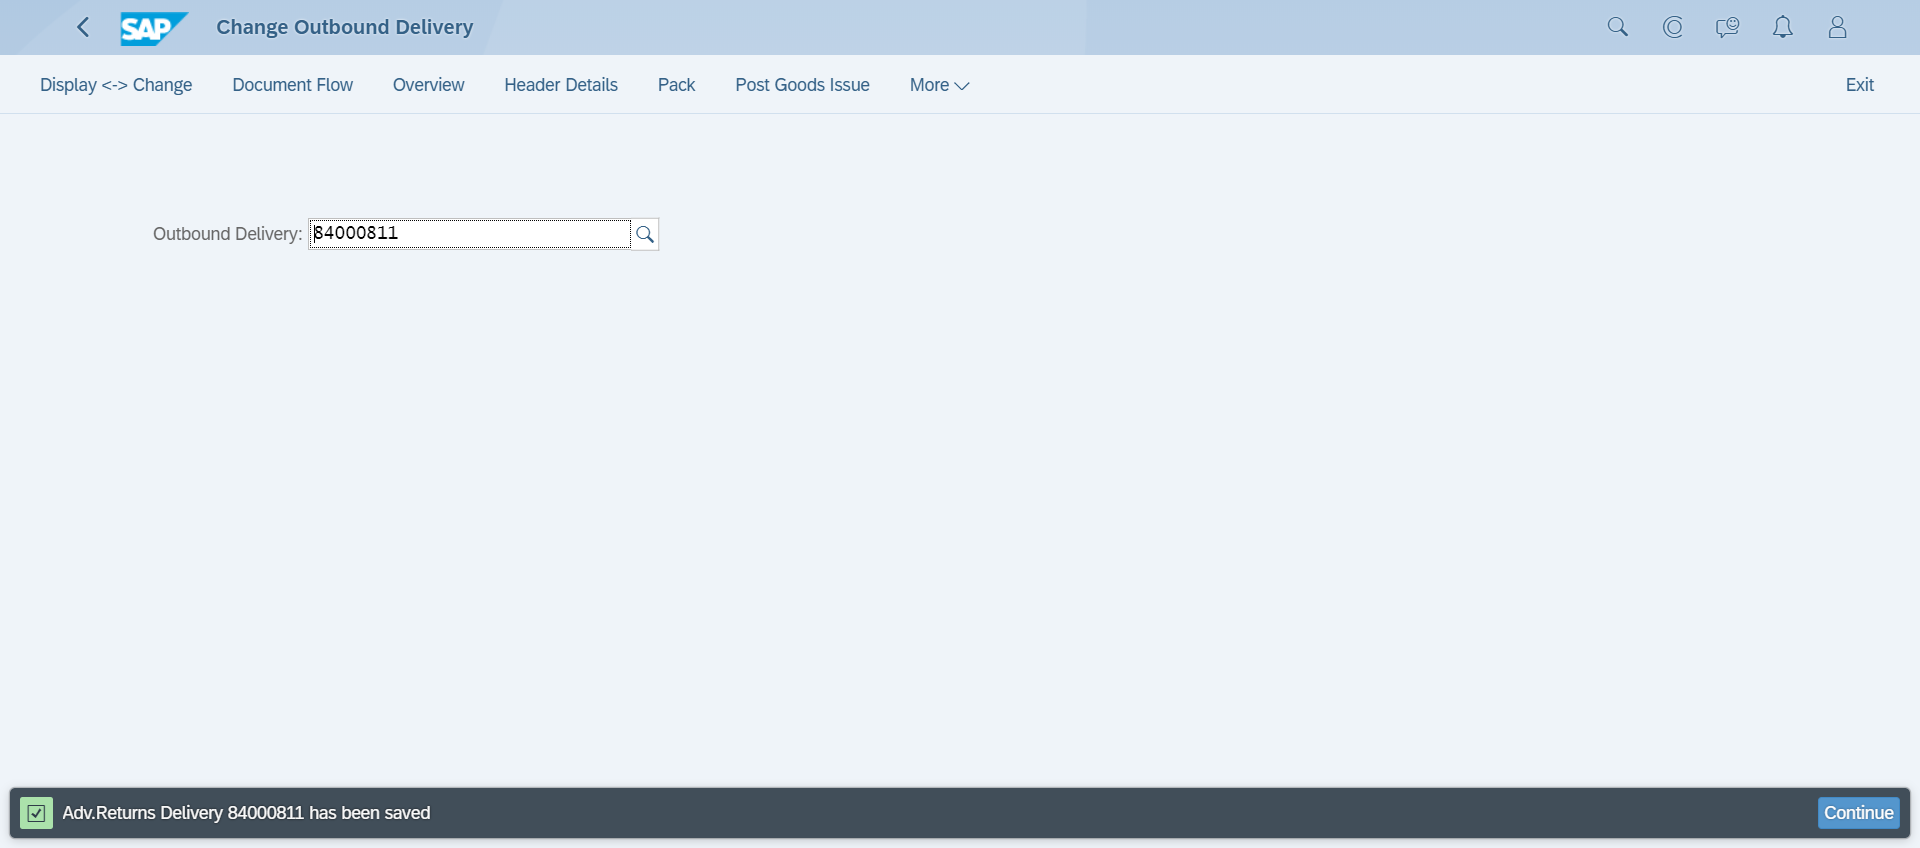 SAP Change Outbound Delivery
Display <-> Change Document Flow Overview Header Details Pack Post Goods Issue More Exit
Outbound Delivery: 84000811
Adv.Returns Delivery 84000811 has been saved Continue